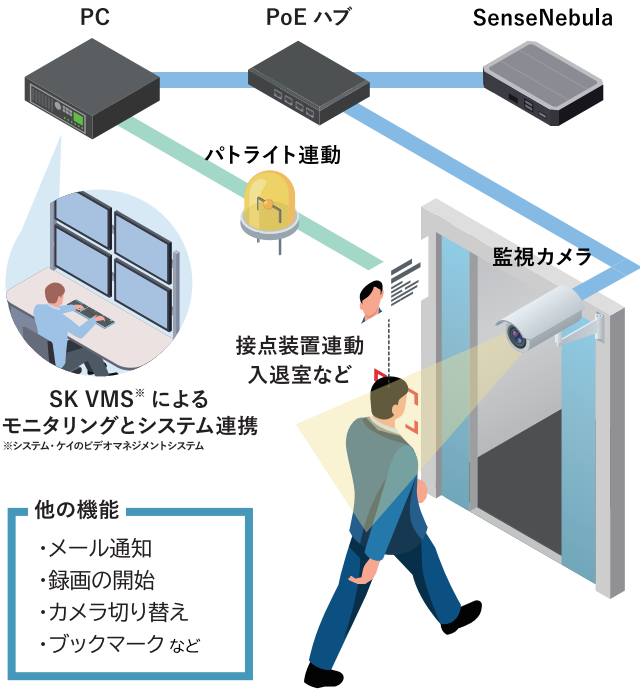 PC
PoE ハブ
SenseNebula
パトライト連動
監視カメラ
接点装置連動
入退室など
SK VMS※ による
モニタリングとシステム連携
※システム・ケイのビデオマネジメントシステム
他の機能
・メール通知
・録画の開始
・カメラ切り替え
・ブックマーク など